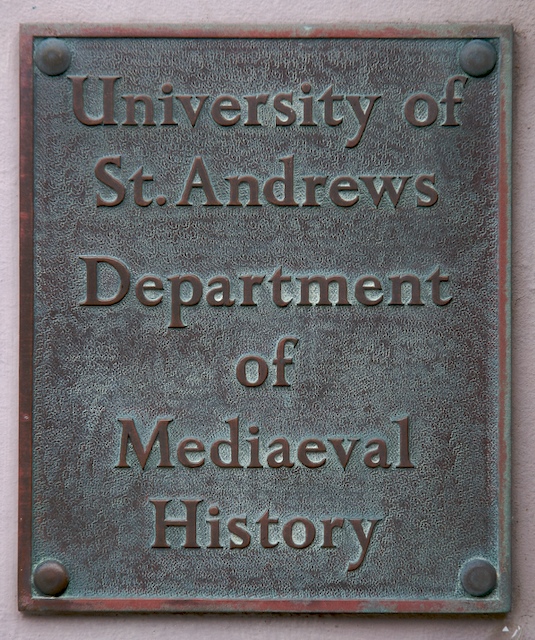 University of
St. Andrews
Department
of
Mediaeval
History